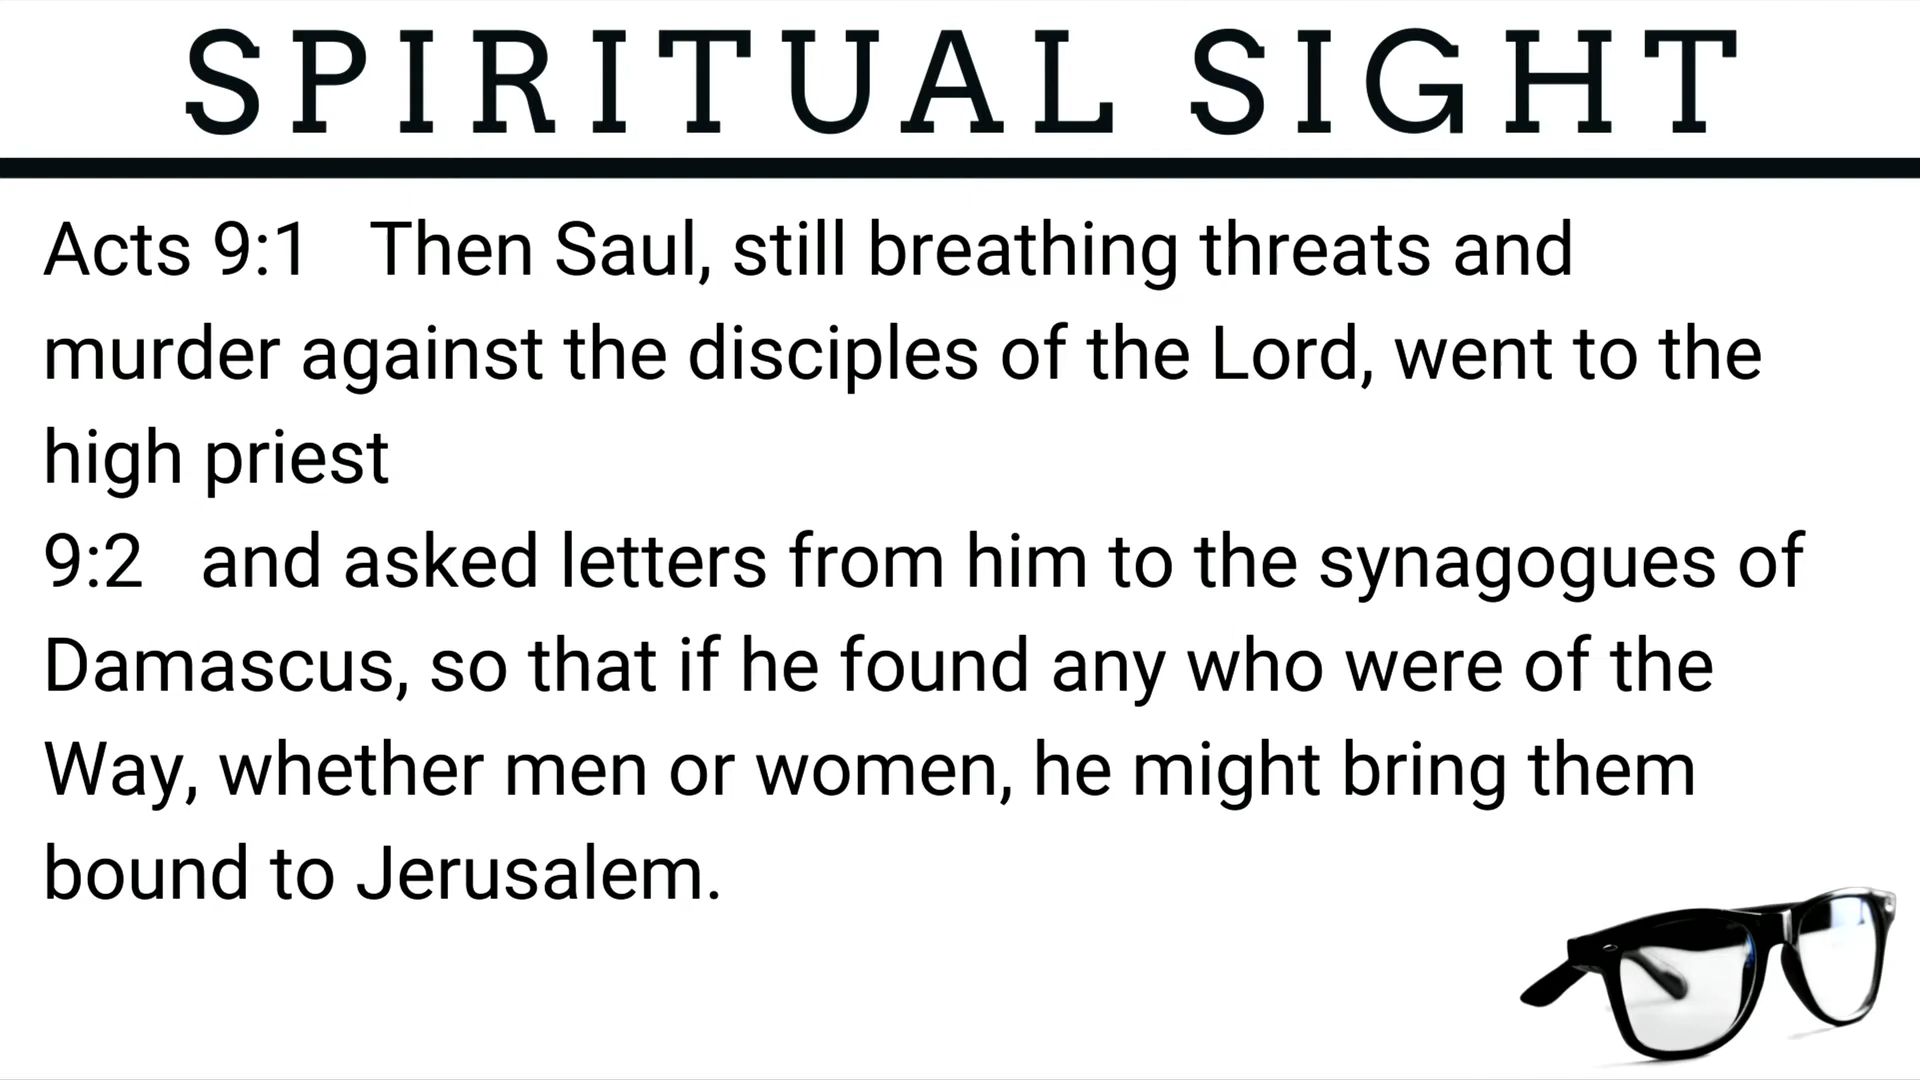 SPIRITUAL SIGHT
Acts 9:1   Then Saul, still breathing threats and
murder against the disciples of the Lord, went to the
high priest
9:2   and asked letters from him to the synagogues of
Damascus, so that if he found any who were of the
Way, whether men or women, he might bring them
bound to Jerusalem.